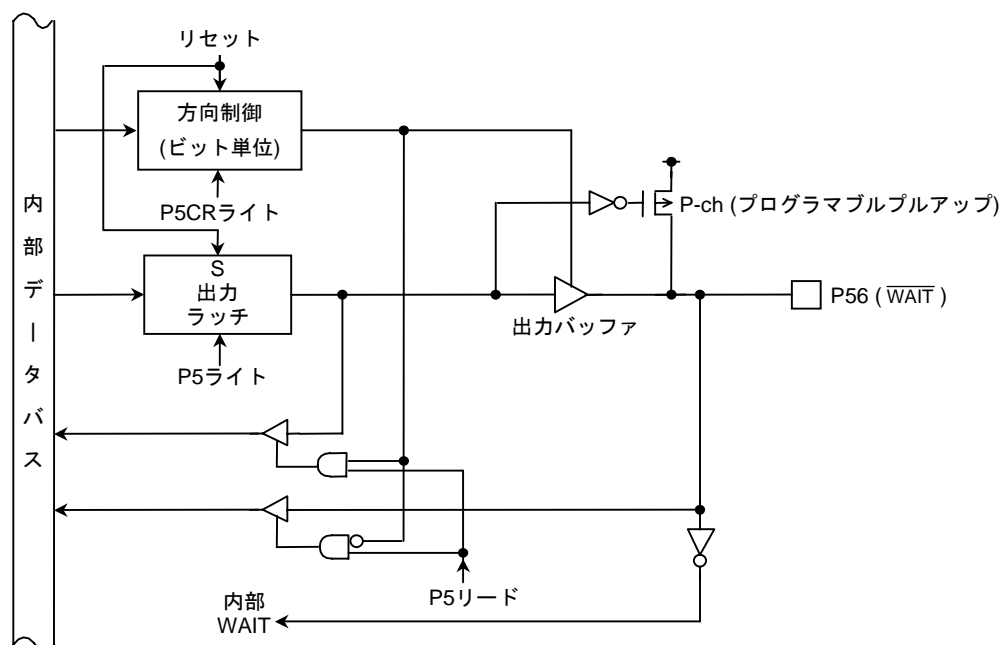 リセット
方向制御
(ビット単位)
P5CRライト
内部データバス
S
出力
ラッチ
P5ライト
P-ch (プログラマブルプルアップ)
出力バッファ
P56 ( WAIT )
P5リード
内部
WAIT